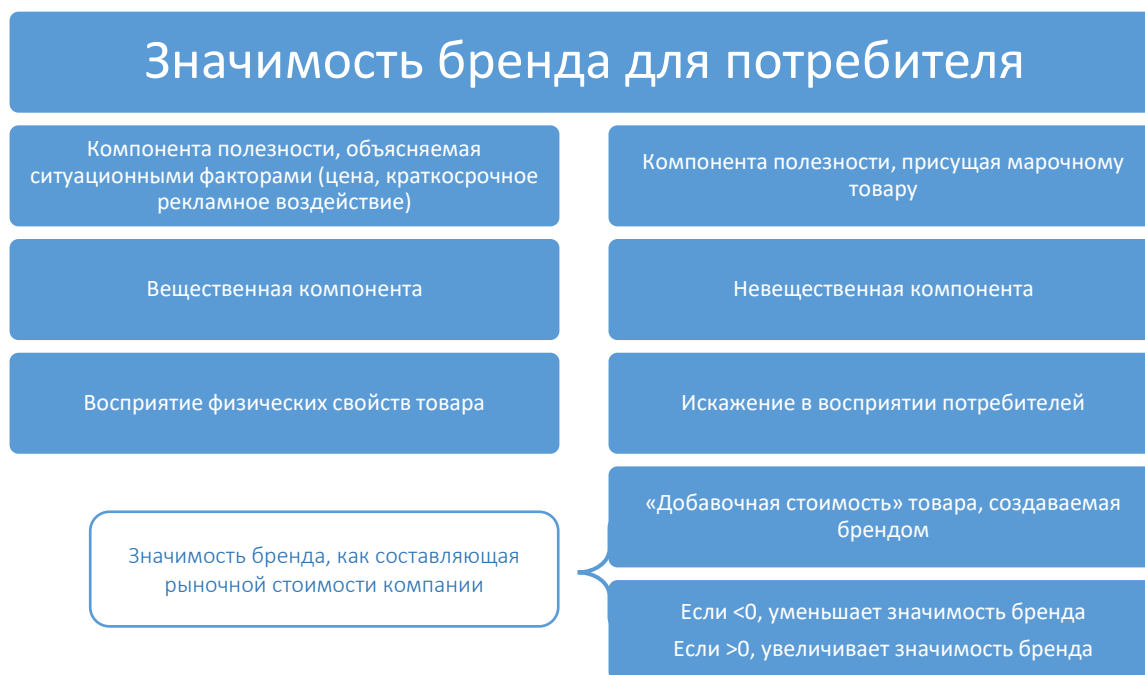 Значимость бренда для потребителя
Компонента полезности, объясняемая
ситуационными факторами (цена, краткосрочное
рекламное воздействие)
Компонента полезности, присущая марочному
товару
Вещественная компонента
Невещественная компонента
Восприятие физических свойств товара
Искажение в восприятии потребителей
«Добавочная стоимость» товара, создаваемая
брендом
Значимость бренда, как составляющая
рыночной стоимости компании
Если <0, уменьшает значимость бренда
Если >0, увеличивает значимость бренда